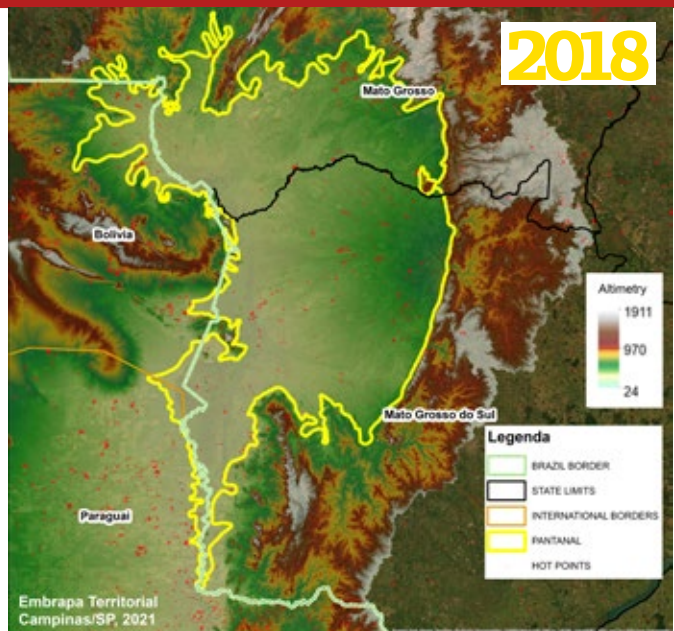 2018
Mato Grosso
Bolívia
Altimetry
1911
970
24
Mato Grosso do Sul
Legenda
BRAZIL BORDER
STATE LIMITS
INTERNATIONAL BORDERS
PANTANAL
HOT POINTS
Paraguai
Embrapa Territorial
Campinas/SP, 2021